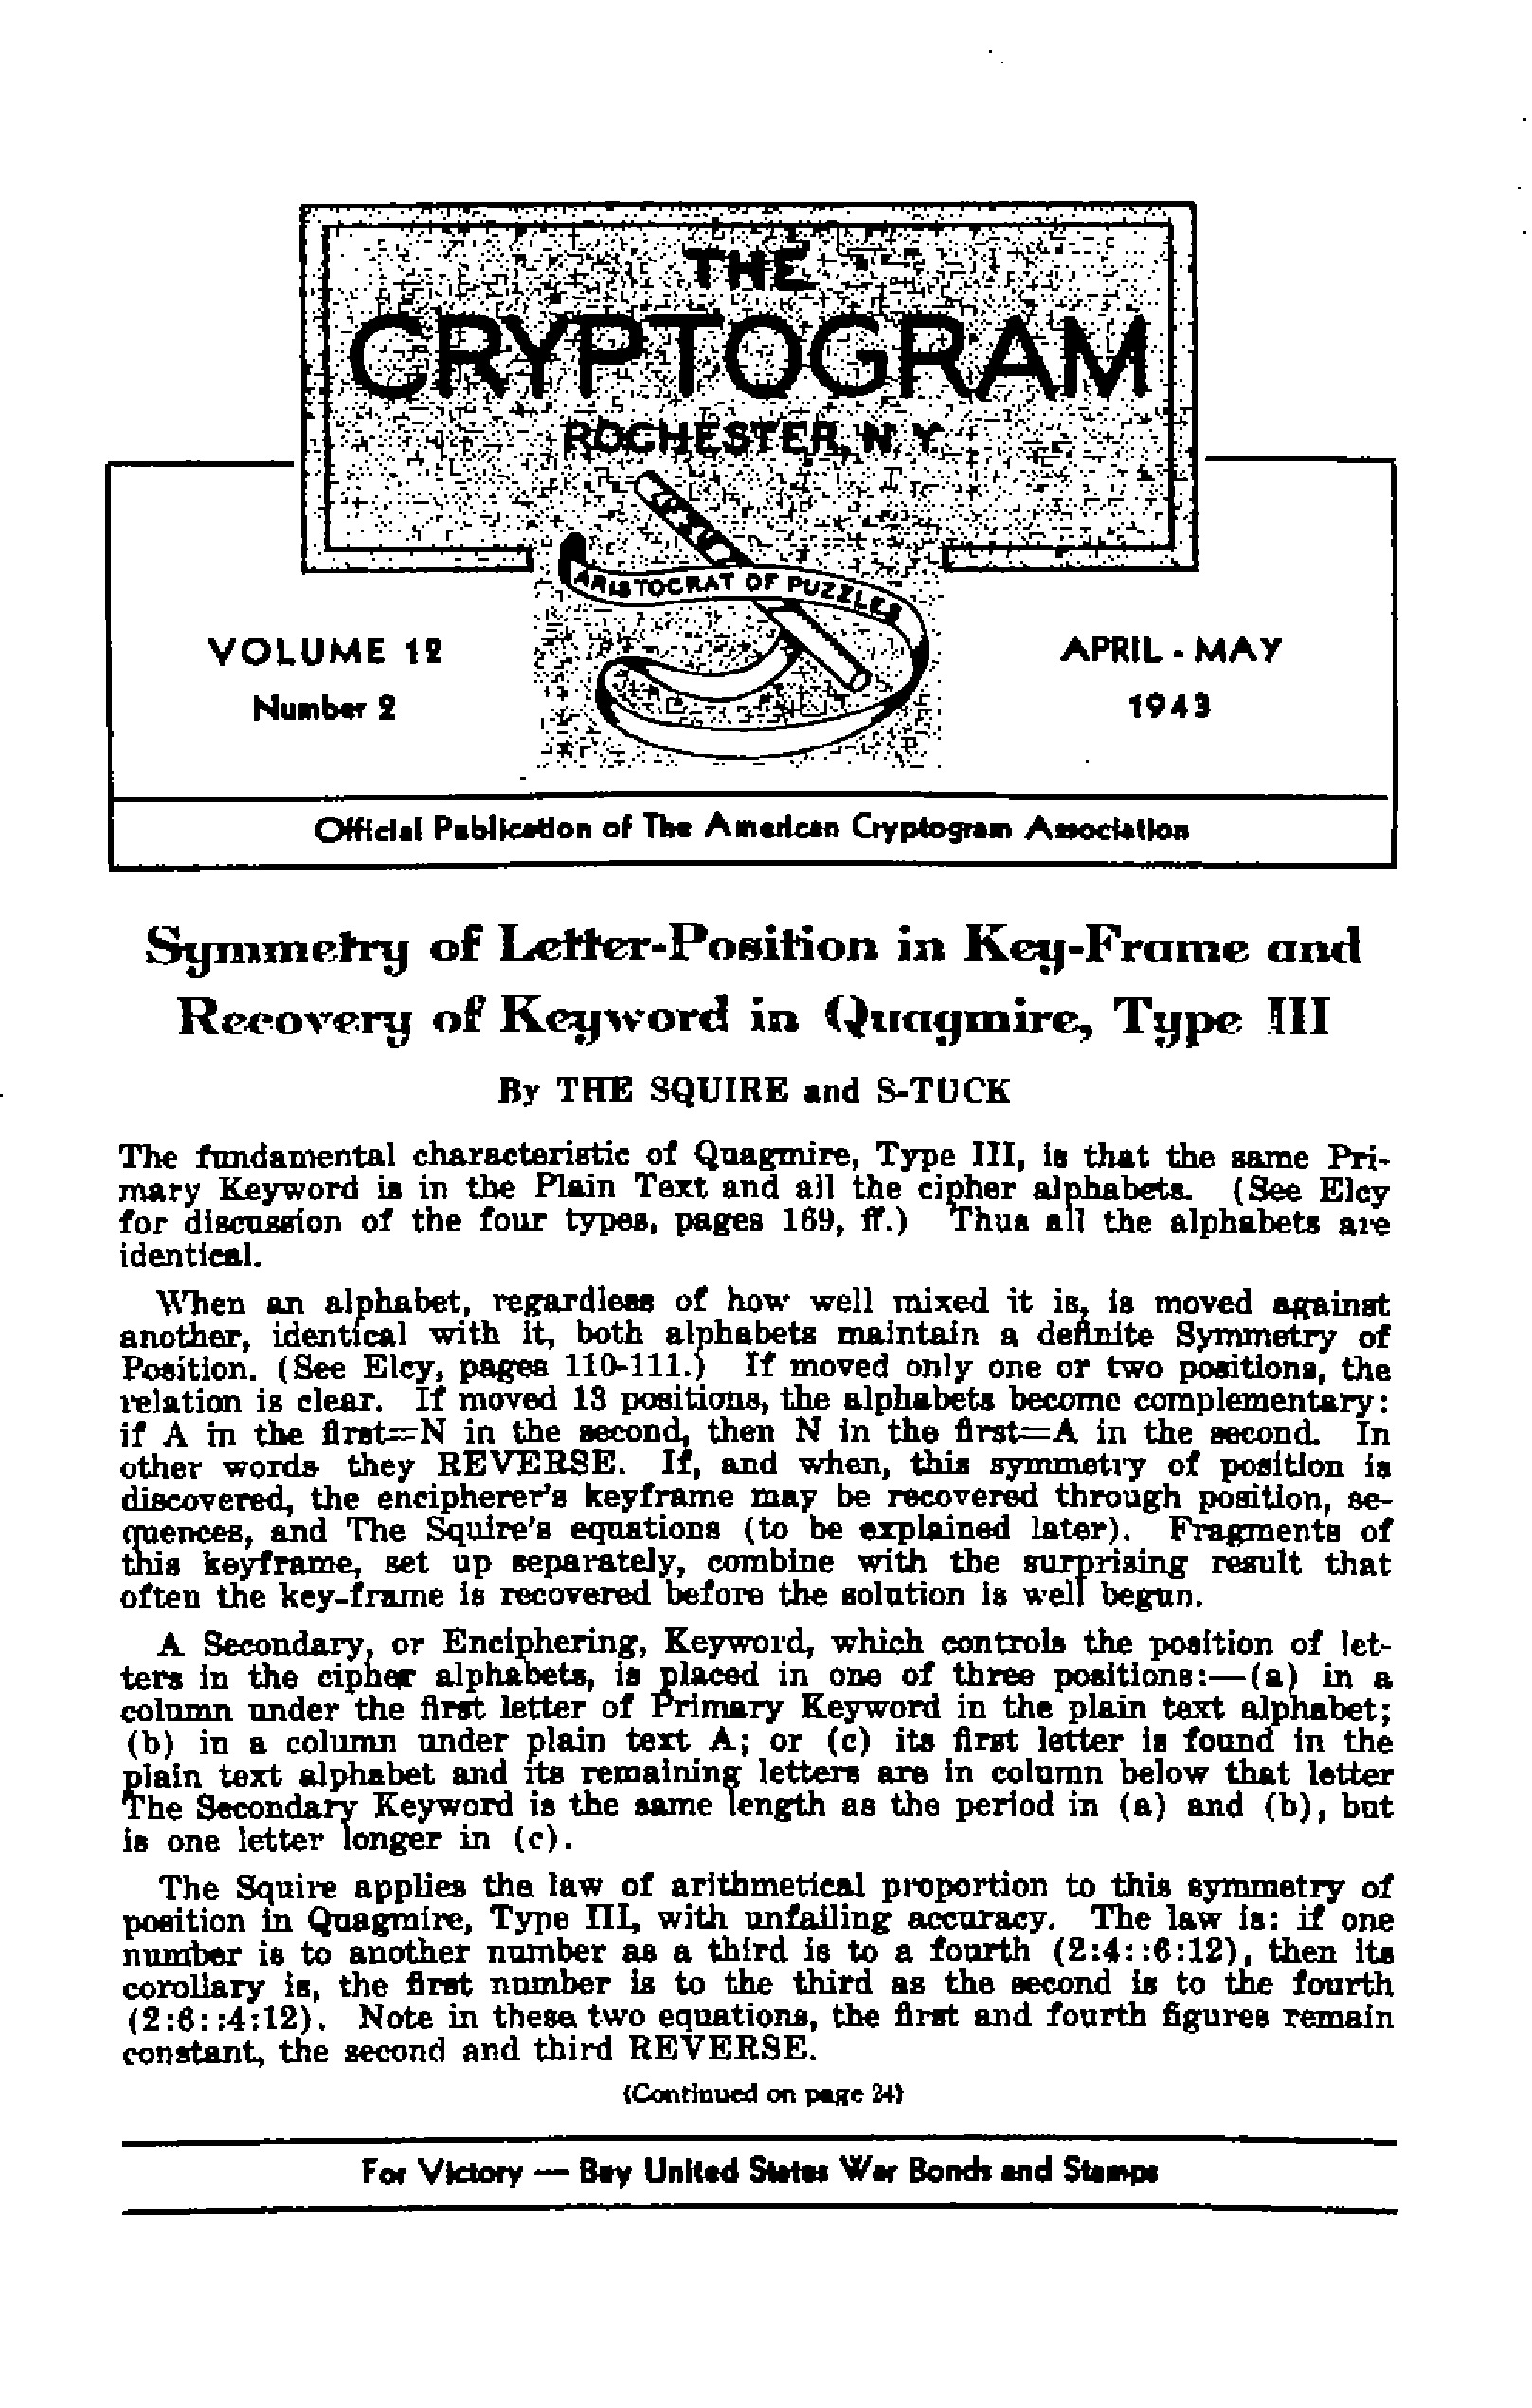 THE
CRYPTOGRAM
ROCHESTER, N Y
ARISTOCRAT OF PUZZLES
VOLUME 12
Number 2
APRIL - MAY
1943
Official Publication of The American Cryptogram Association
Symmetry of Letter-Position in Key-Frame and
Recovery of Keyword in Quagmire, Type III
By THE SQUIRE and S-TUCK
The fundamental characteristic of Quagmire, Type III, is that the same Pri-
mary Keyword is in the Plain Text and all the cipher alphabets. (See Elcy
for discussion of the four types, pages 169, ff.) Thus all the alphabets are
identical.
When an alphabet, regardless of how well mixed it is, is moved against
another, identical with it, both alphabets maintain a definite Symmetry of
Position. (See Elcy, pages 110-111.) If moved only one or two positions, the
relation is clear. If moved 13 positions, the alphabets become complementary:
if A in the first=N in the second, then N in the first=A in the second. In
other words they REVERSE. If, and when, this symmetry of position is
discovered, the encipherer's keyframe may be recovered through position, se-
quences, and The Squire's equations (to be explained later). Fragments of
this keyframe, set up separately, combine with the surprising result that
often the key-frame is recovered before the solution is well begun.
A Secondary, or Enciphering, Keyword, which controls the position of let-
ters in the cipher alphabets, is placed in one of three positions:—(a) in a
column under the first letter of Primary Keyword in the plain text alphabet;
(b) in a column under plain text A; or (c) its first letter is found in the
plain text alphabet and its remaining letters are in column below that letter
The Secondary Keyword is the same length as the period in (a) and (b), but
is one letter longer in (c).
The Squire applies the law of arithmetical proportion to this symmetry of
position in Quagmire, Type III, with unfailing accuracy. The law is: if one
number is to another number as a third is to a fourth (2:4::6:12), then its
corollary is, the first number is to the third as the second is to the fourth
(2:6::4:12). Note in these two equations, the first and fourth figures remain
constant, the second and third REVERSE.
(Continued on page 24)
For Victory — Buy United States War Bonds and Stamps